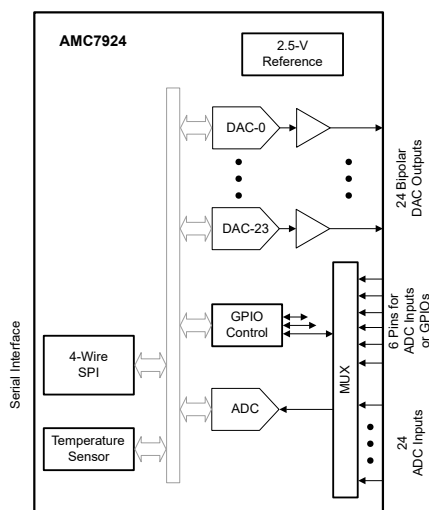 AMC7924
2.5-V
Reference
DAC-0
DAC-23
24 Bipolar
DAC Outputs
GPIO
Control
6 Pins for
ADC Inputs
or GPIOs
MUX
Serial Interface
4-Wire
SPI
ADC
24
ADC Inputs
Temperature
Sensor